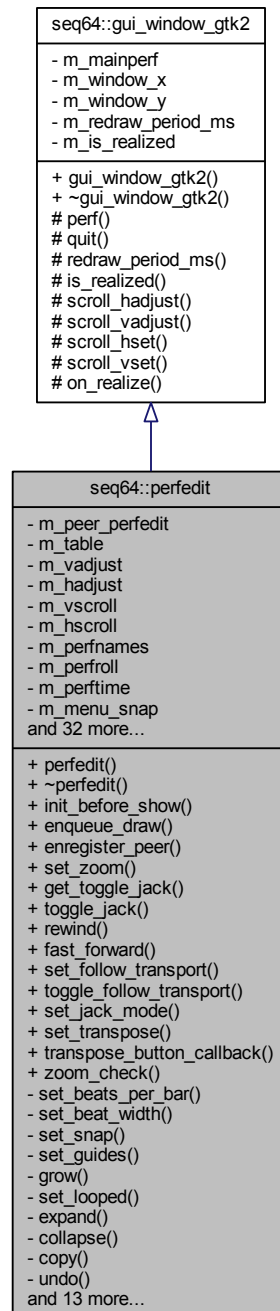 seq64::gui_window_gtk2
- m_mainperf
- m_window_x
- m_window_y
- m_redraw_period_ms
- m_is_realized
+ gui_window_gtk2()
+ ~gui_window_gtk2()
# perf()
# quit()
# redraw_period_ms()
# is_realized()
# scroll_hadjust()
# scroll_vadjust()
# scroll_hset()
# scroll_vset()
# on_realize()
seq64::perfedit
- m_peer_perfedit
- m_table
- m_vadjust
- m_hadjust
- m_vscroll
- m_hscroll
- m_perfnames
- m_perfroll
- m_perftime
- m_menu_snap
and 32 more...
+ perfedit()
+ ~perfedit()
+ init_before_show()
+ enqueue_draw()
+ enregister_peer()
+ set_zoom()
+ get_toggle_jack()
+ toggle_jack()
+ rewind()
+ fast_forward()
+ set_follow_transport()
+ toggle_follow_transport()
+ set_jack_mode()
+ set_transpose()
+ transpose_button_callback()
+ zoom_check()
- set_beats_per_bar()
- set_beat_width()
- set_snap()
- set_guides()
- grow()
- set_looped()
- expand()
- collapse()
- copy()
- undo()
and 13 more...